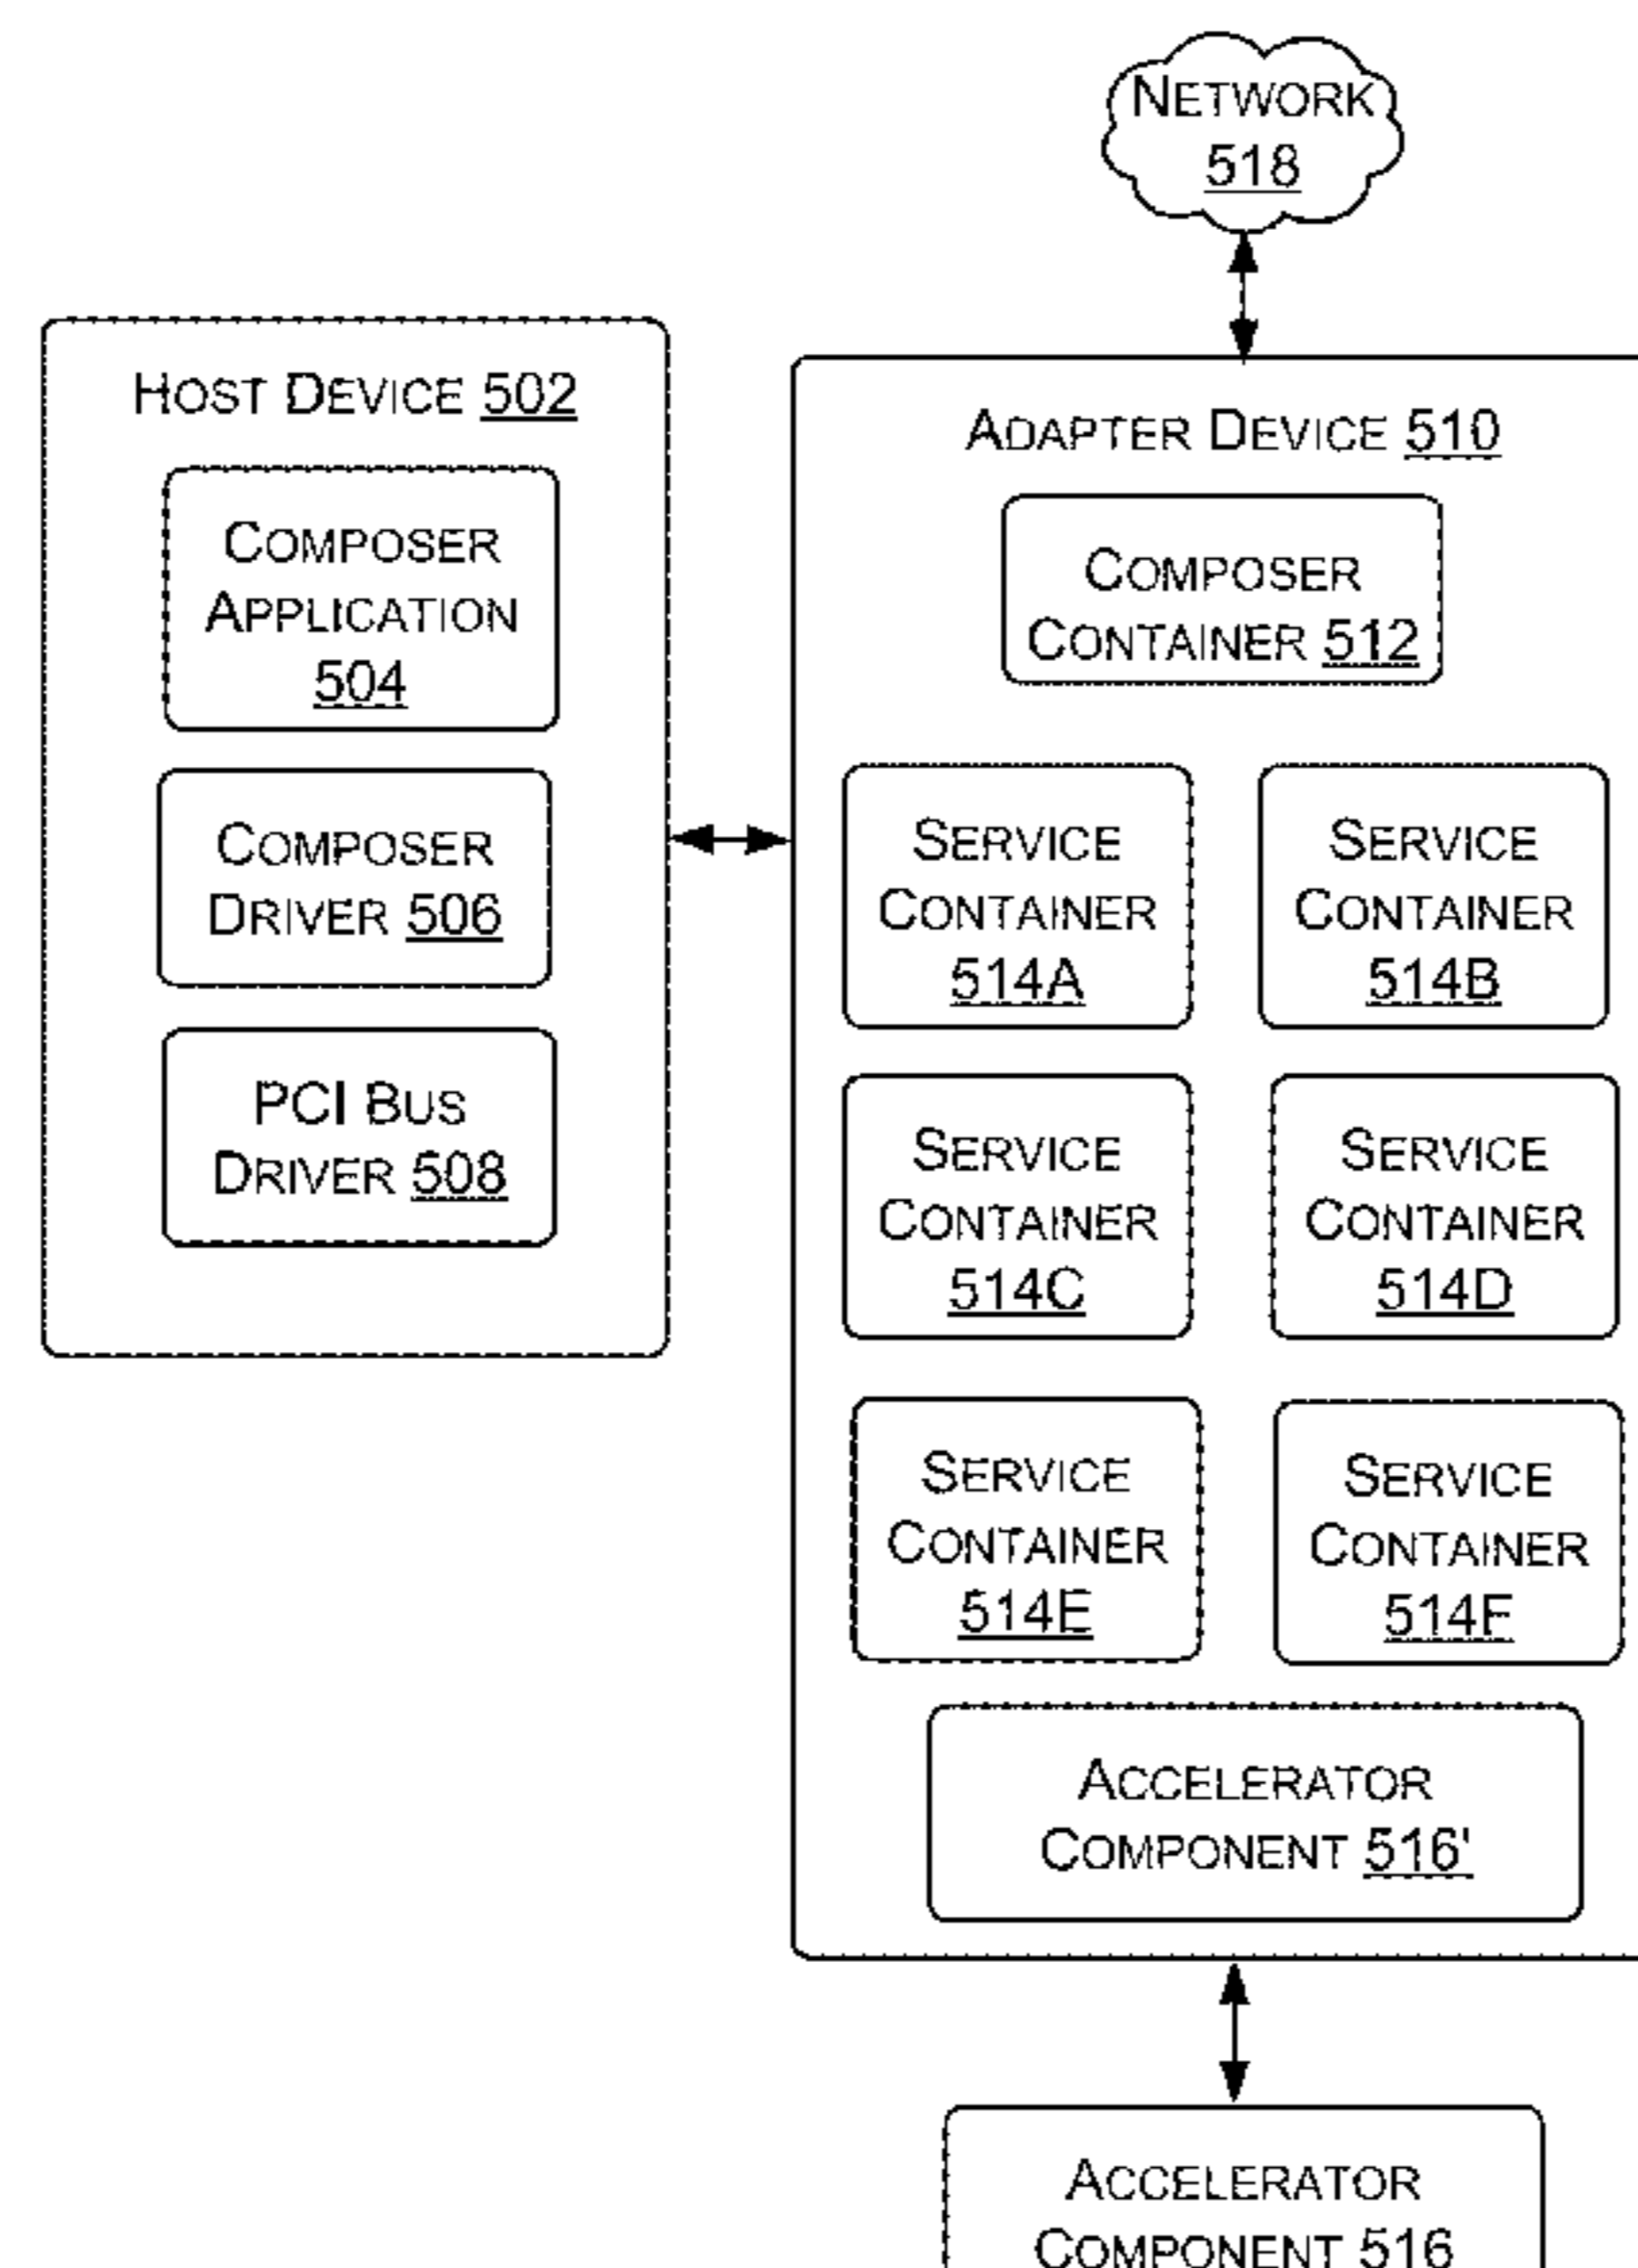 NETWORK
518
HOST DEVICE 502
COMPOSER
APPLICATION
504
COMPOSER
DRIVER 506
PCI BUS
DRIVER 508
ADAPTER DEVICE 510
COMPOSER
CONTAINER 512
SERVICE
CONTAINER
514A
SERVICE
CONTAINER
514B
SERVICE
CONTAINER
514C
SERVICE
CONTAINER
514D
SERVICE
CONTAINER
514E
SERVICE
CONTAINER
514F
ACCELERATOR
COMPONENT 516'
ACCELERATOR
COMPONENT 516